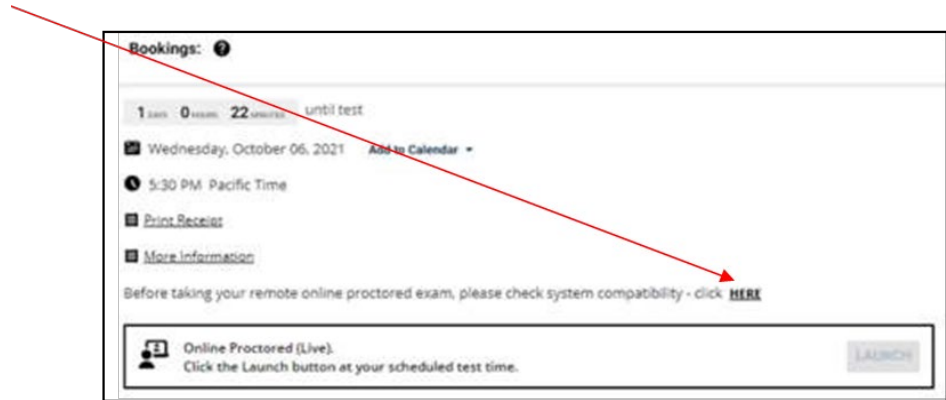 Bookings: ?
1 DAYS 0 HOURS 22 MINUTES until test
Wednesday, October 06, 2021 Add to Calendar
5:30 PM Pacific Time
Print Receipt
More Information
Before taking your remote online proctored exam, please check system compatibility - click HERE
Online Proctored (Live).
Click the Launch button at your scheduled test time.
LAUNCH